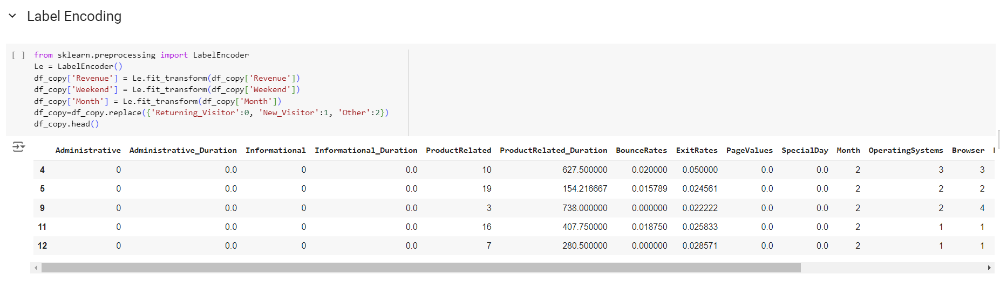 Label Encoding
[ ] from sklearn.preprocessing import LabelEncoder
Le = LabelEncoder()
df_copy['Revenue'] = Le.fit_transform(df_copy['Revenue'])
df_copy['Weekend'] = Le.fit_transform(df_copy['Weekend'])
df_copy['Month'] = Le.fit_transform(df_copy['Month'])
df_copy=df_copy.replace({'Returning_Visitor':0, 'New_Visitor':1, 'Other':2})
df_copy.head()
Administrative Administrative_Duration Informational Informational_Duration ProductRelated ProductRelated_Duration BounceRates ExitRates PageValues SpecialDay Month OperatingSystems Browser
4 0 0.0 0 0.0 10 627.500000 0.020000 0.050000 0.0 0.0 2 3 3
5 0 0.0 0 0.0 19 154.216667 0.015789 0.024561 0.0 0.0 2 2 2
9 0 0.0 0 0.0 3 738.000000 0.000000 0.022222 0.0 0.0 2 2 4
11 0 0.0 0 0.0 16 407.750000 0.018750 0.025833 0.0 0.0 2 1 1
12 0 0.0 0 0.0 7 280.500000 0.000000 0.028571 0.0 0.0 2 1 1